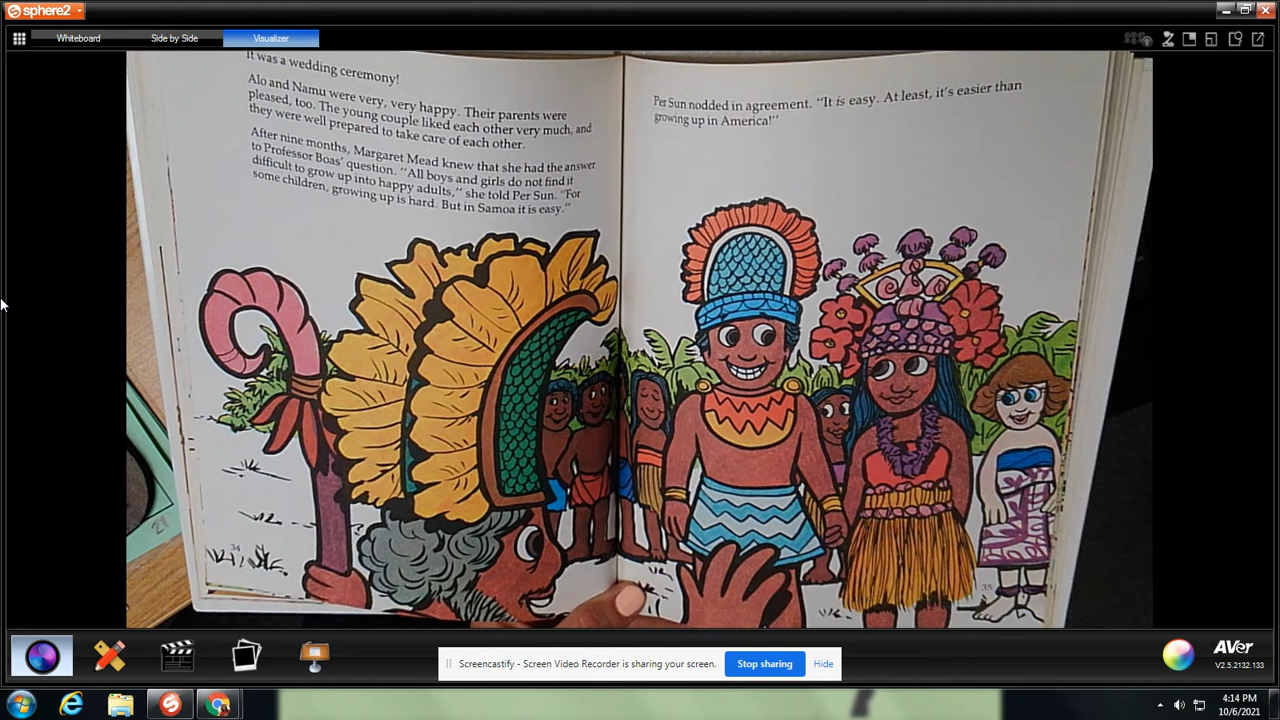 sphere2
Whiteboard
Side by Side
Visualizer
It was a wedding ceremony!
Alo and Namu were very, very happy. Their parents were
pleased, too. The young couple liked each other very much, and
they were well prepared to take care of each other.
After nine months, Margaret Mead knew that she had the answer
to Professor Boas' question. "All boys and girls do not find it
difficult to grow up into happy adults," she told Per Sun. "For
some children, growing up is hard. But in Samoa it is easy."
34
Per Sun nodded in agreement. "It is easy. At least, it's easier than
growing up in America!"
35
Screencastify - Screen Video Recorder is sharing your screen.
Stop sharing
Hide
AVer
V2.5.2132.133
4:14 PM
10/6/2021